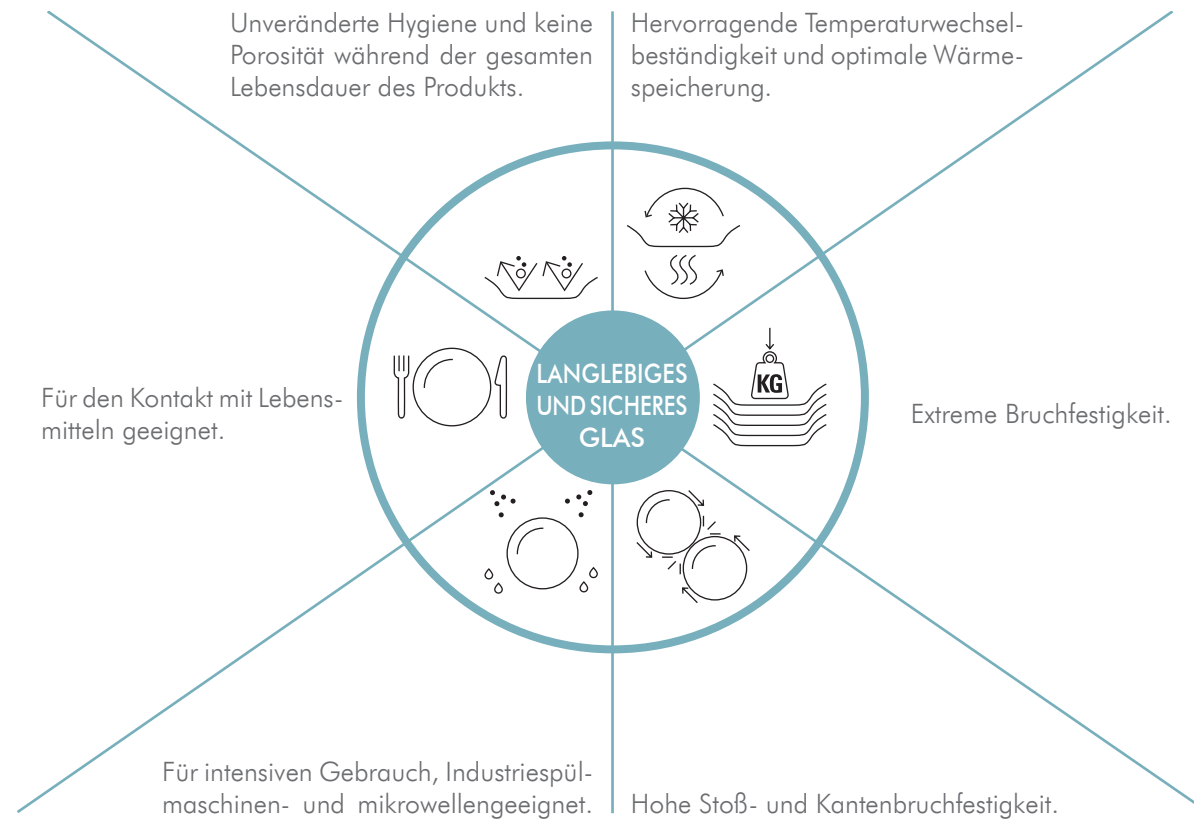 Unveränderte Hygiene und keine
Porosität während der gesamten
Lebensdauer des Produkts.
Hervorragende Temperaturwechsel-
beständigkeit und optimale Wärme-
speicherung.
Für den Kontakt mit Lebens-
mitteln geeignet.
LANGLEBIGES
UND SICHERES
GLAS
KG
Extreme Bruchfestigkeit.
Für intensiven Gebrauch, Industriespül-
maschinen- und mikrowellengeeignet.
Hohe Stoß- und Kantenbruchfestigkeit.